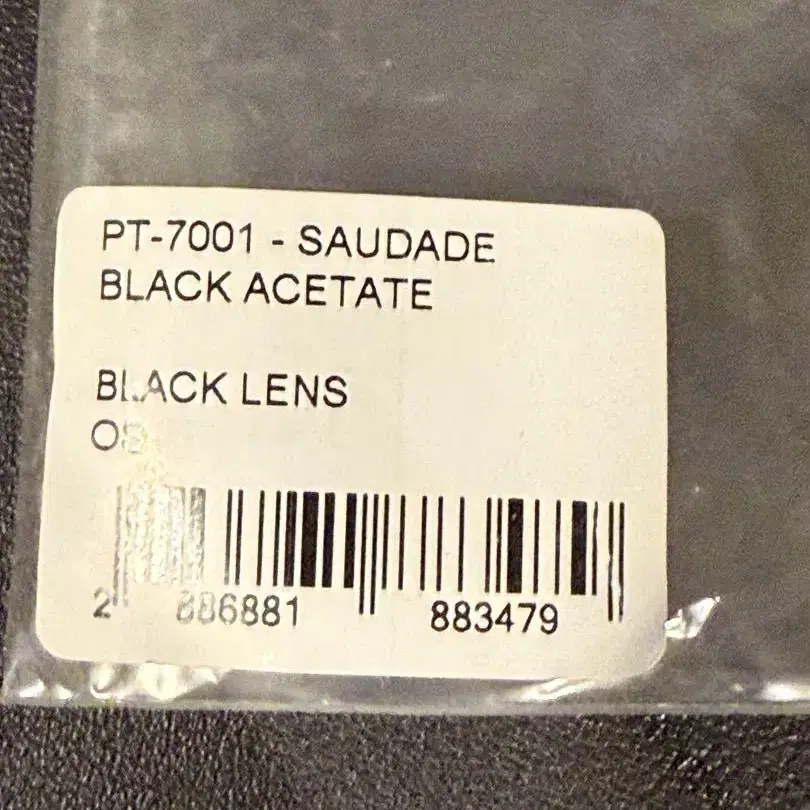 PT-7001 - SAUDADE
BLACK ACETATE
BLACK LENS
OS
2 886881 883479